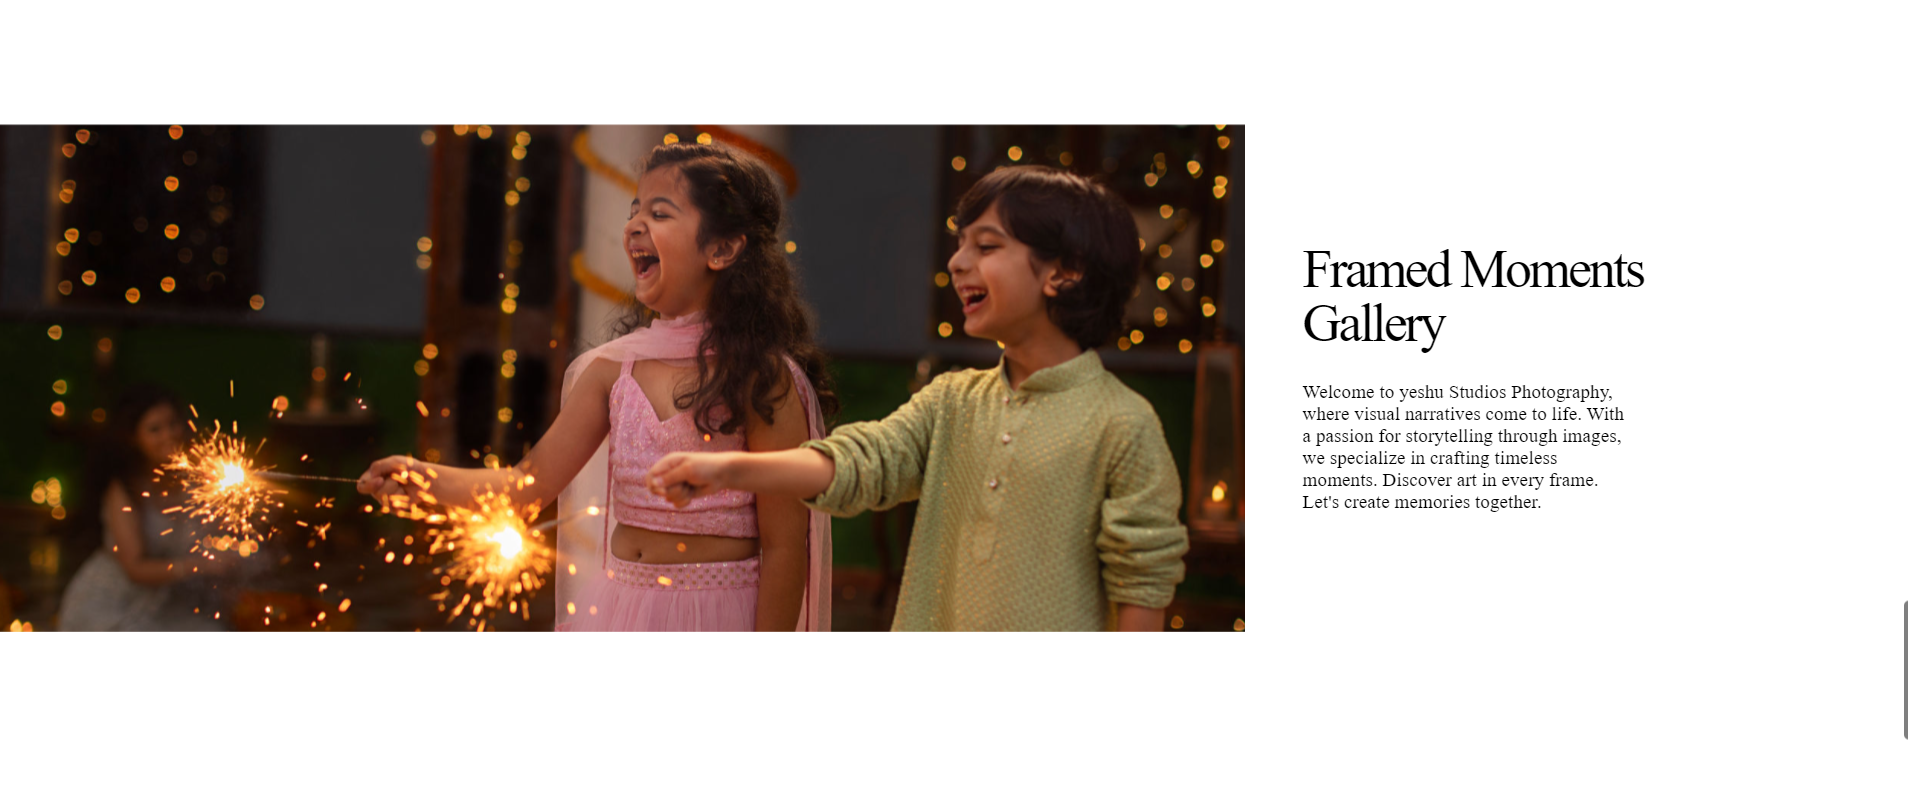 Framed Moments
Gallery
Welcome to yeshu Studios Photography,
where visual narratives come to life. With
a passion for storytelling through images,
we specialize in crafting timeless
moments. Discover art in every frame.
Let's create memories together.